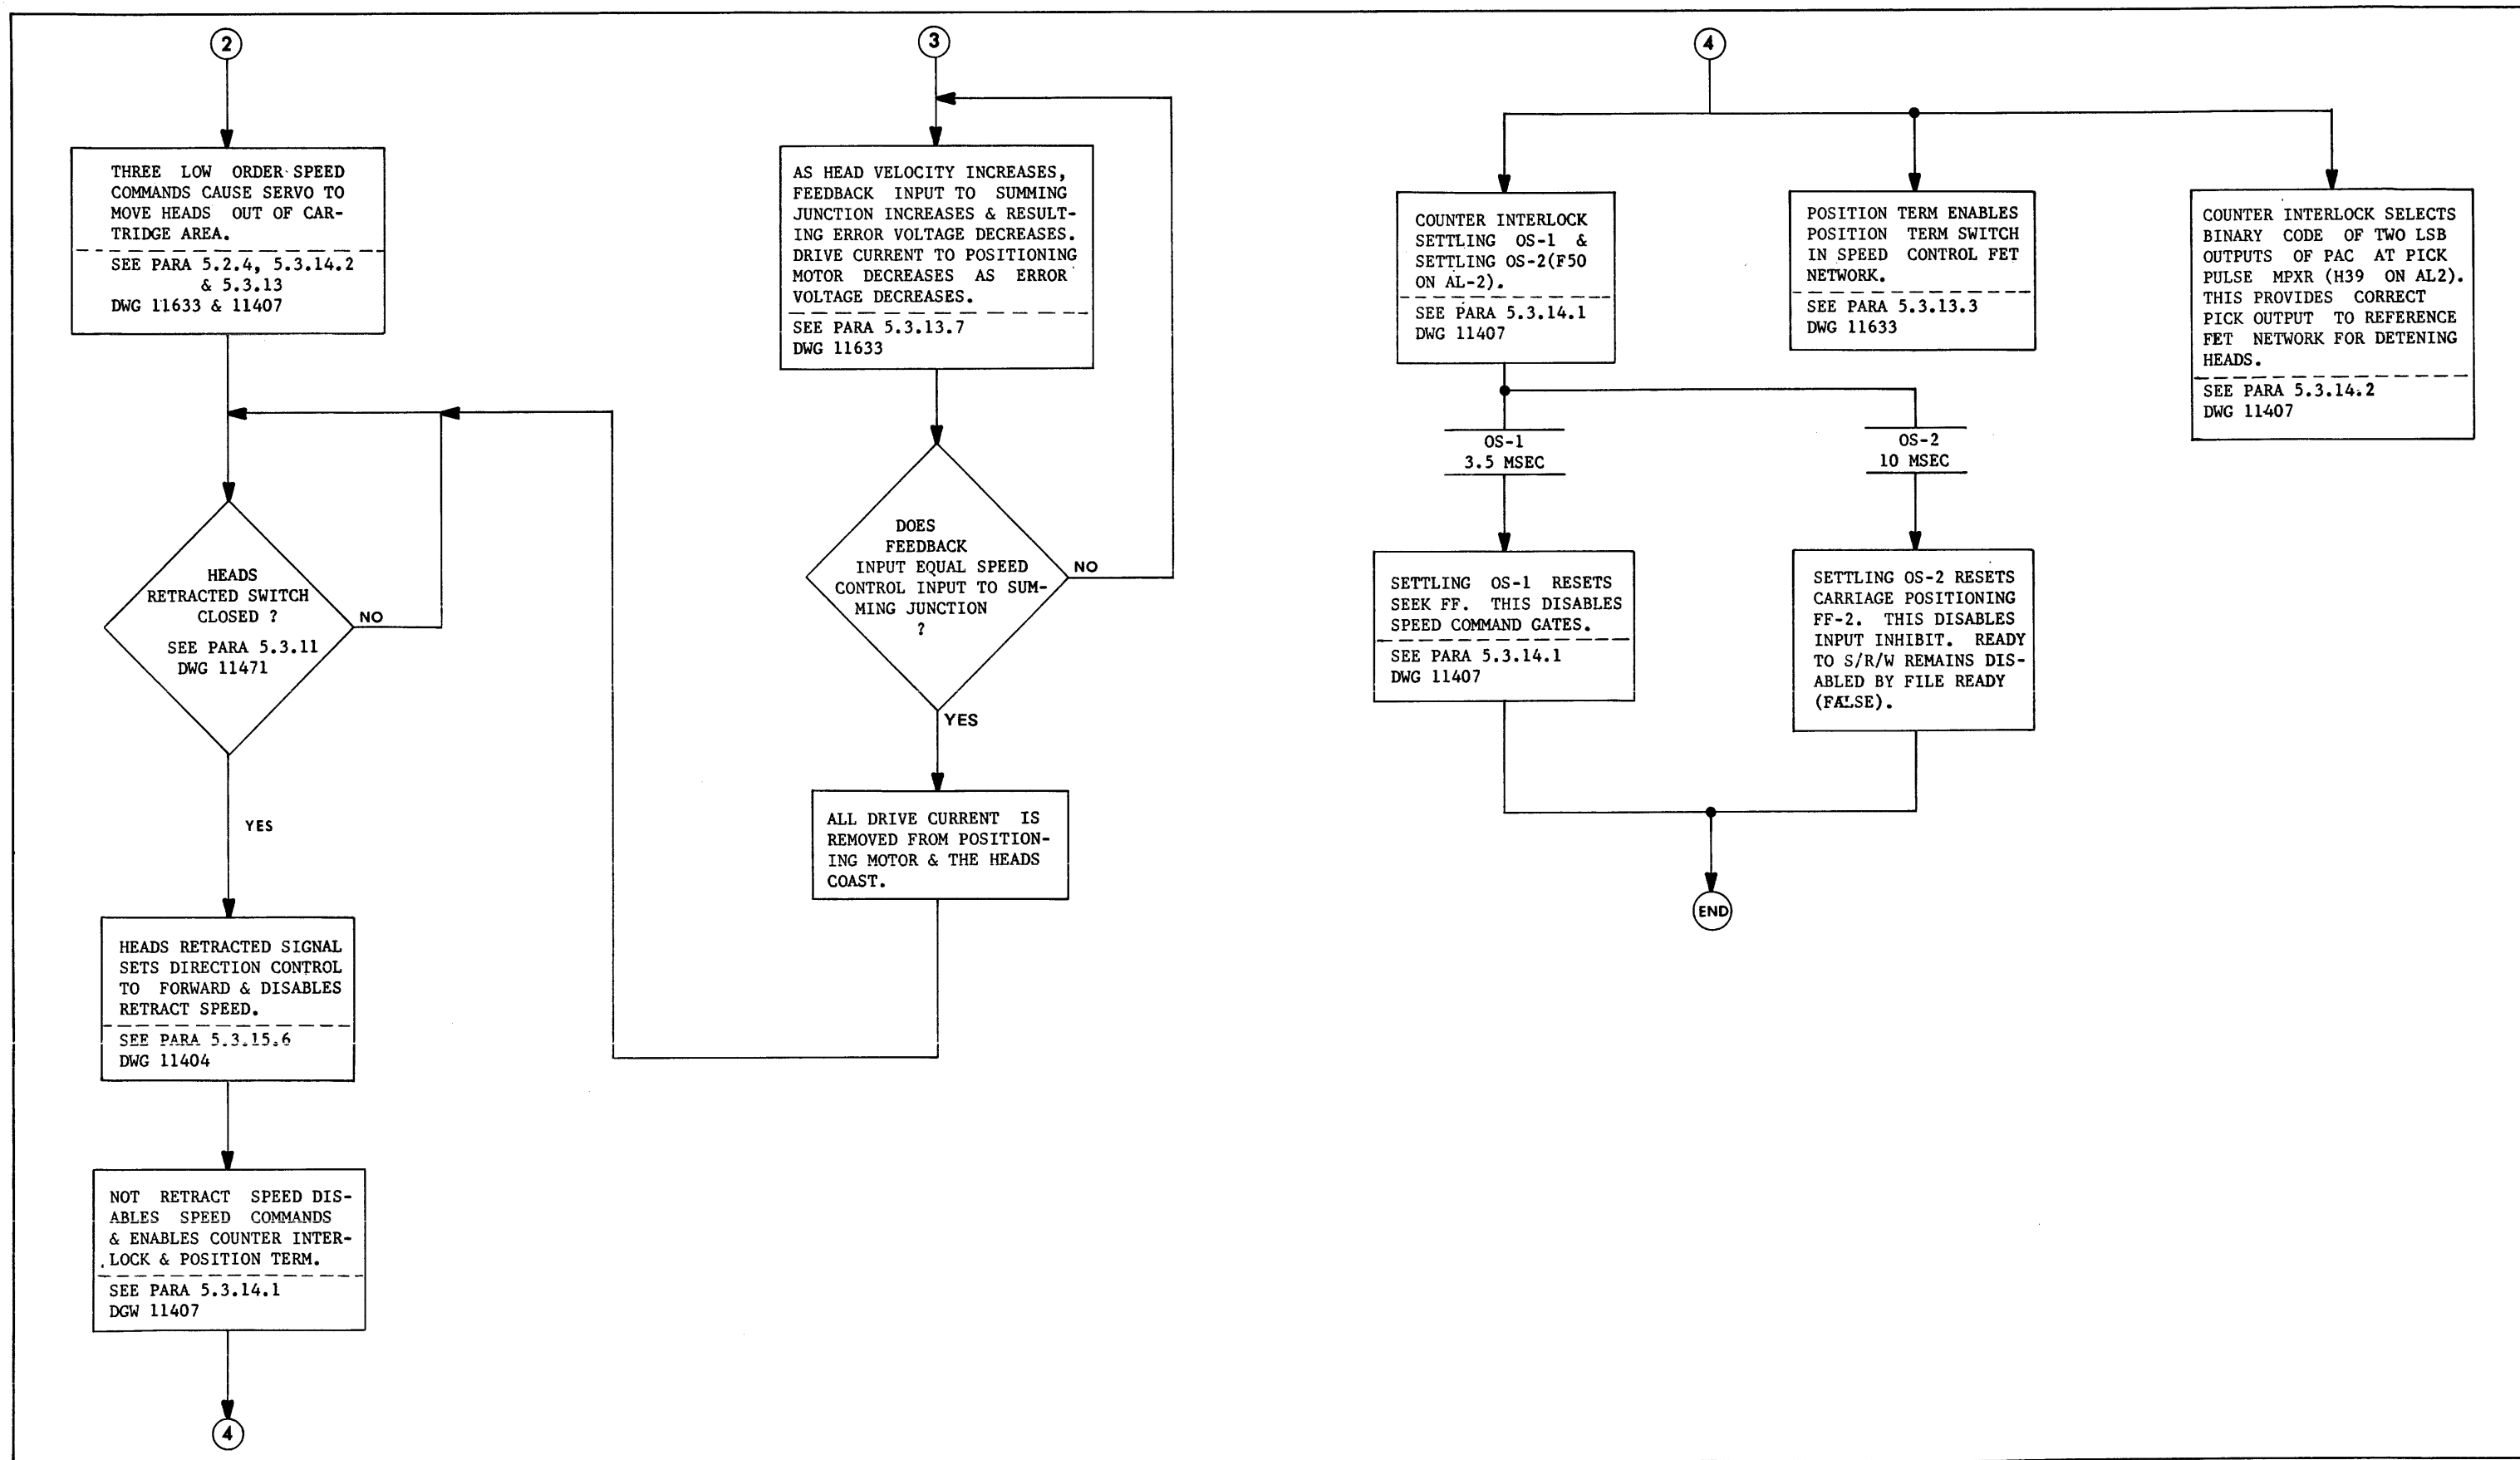 2
THREE LOW ORDER SPEED
COMMANDS CAUSE SERVO TO
MOVE HEADS OUT OF CAR-
TRIDGE AREA.
SEE PARA 5.2.4, 5.3.14.2
& 5.3.13
DWG 11633 & 11407
HEADS
RETRACTED SWITCH
CLOSED ?
SEE PARA 5.3.11
DWG 11471
NO
YES
HEADS RETRACTED SIGNAL
SETS DIRECTION CONTROL
TO FORWARD & DISABLES
RETRACT SPEED.
SEE PARA 5.3.15.6
DWG 11404
NOT RETRACT SPEED DIS-
ABLES SPEED COMMANDS
& ENABLES COUNTER INTER-
LOCK & POSITION TERM.
SEE PARA 5.3.14.1
DGW 11407
4
3
AS HEAD VELOCITY INCREASES,
FEEDBACK INPUT TO SUMMING
JUNCTION INCREASES & RESULT-
ING ERROR VOLTAGE DECREASES.
DRIVE CURRENT TO POSITIONING
MOTOR DECREASES AS ERROR
VOLTAGE DECREASES.
SEE PARA 5.3.13.7
DWG 11633
DOES
FEEDBACK
INPUT EQUAL SPEED
CONTROL INPUT TO SUM-
MING JUNCTION
?
NO
YES
ALL DRIVE CURRENT IS
REMOVED FROM POSITION-
ING MOTOR & THE HEADS
COAST.
4
COUNTER INTERLOCK
SETTLING OS-1 &
SETTLING OS-2(F50
ON AL-2).
SEE PARA 5.3.14.1
DWG 11407
OS-1
3.5 MSEC
SETTLING OS-1 RESETS
SEEK FF. THIS DISABLES
SPEED COMMAND GATES.
SEE PARA 5.3.14.1
DWG 11407
POSITION TERM ENABLES
POSITION TERM SWITCH
IN SPEED CONTROL FET
NETWORK.
SEE PARA 5.3.13.3
DWG 11633
OS-2
10 MSEC
SETTLING OS-2 RESETS
CARRIAGE POSITIONING
FF-2. THIS DISABLES
INPUT INHIBIT. READY
TO S/R/W REMAINS DIS-
ABLED BY FILE READY
(FALSE).
COUNTER INTERLOCK SELECTS
BINARY CODE OF TWO LSB
OUTPUTS OF PAC AT PICK
PULSE MPXR (H39 ON AL2).
THIS PROVIDES CORRECT
PICK OUTPUT TO REFERENCE
FET NETWORK FOR DETENING
HEADS.
SEE PARA 5.3.14.2
DWG 11407
END